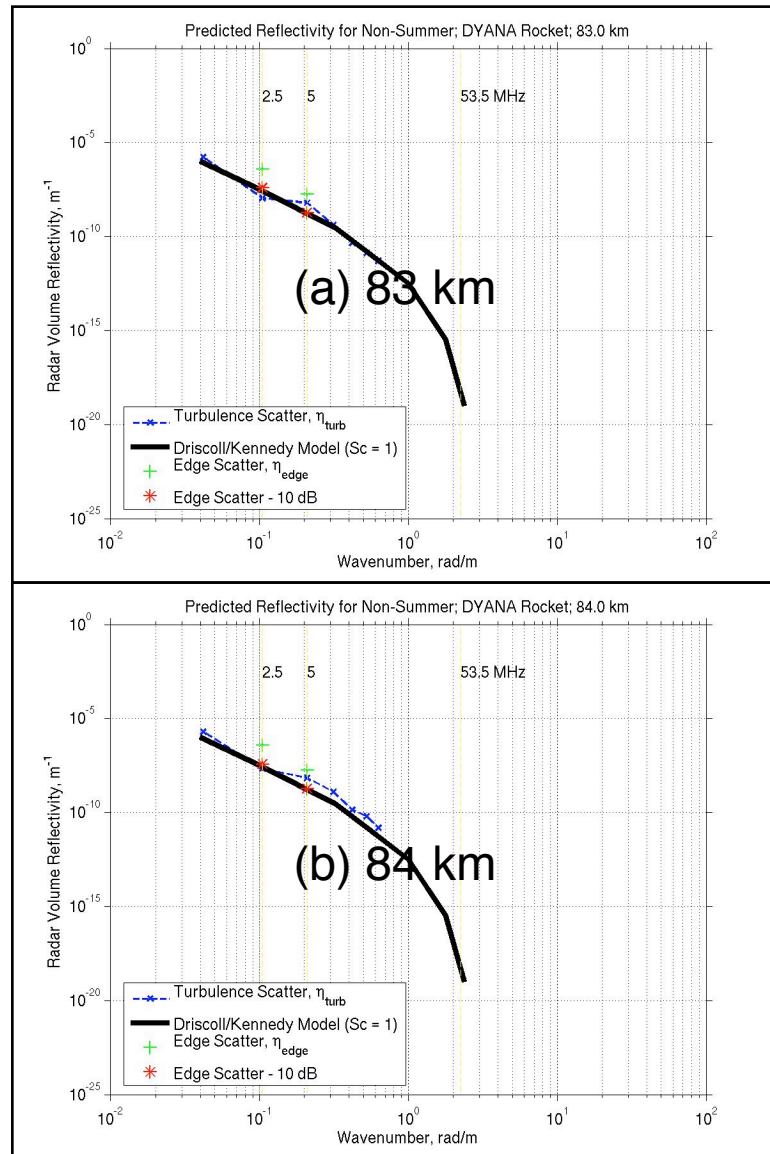 Predicted Reflectivity for Non-Summer; DYANA Rocket; 83.0 km
10^0
10^-5
10^-10
10^-15
10^-20
10^-25
Radar Volume Reflectivity, m^-1
2.5
5
53.5 MHz
(a) 83 km
Turbulence Scatter, η_turb
Driscoll/Kennedy Model (Sc = 1)
Edge Scatter, η_edge
Edge Scatter - 10 dB
10^-2
10^-1
10^0
10^1
10^2
Wavenumber, rad/m
Predicted Reflectivity for Non-Summer; DYANA Rocket; 84.0 km
10^0
10^-5
10^-10
10^-15
10^-20
10^-25
Radar Volume Reflectivity, m^-1
2.5
5
53.5 MHz
(b) 84 km
Turbulence Scatter, η_turb
Driscoll/Kennedy Model (Sc = 1)
Edge Scatter, η_edge
Edge Scatter - 10 dB
10^-2
10^-1
10^0
10^1
10^2
Wavenumber, rad/m